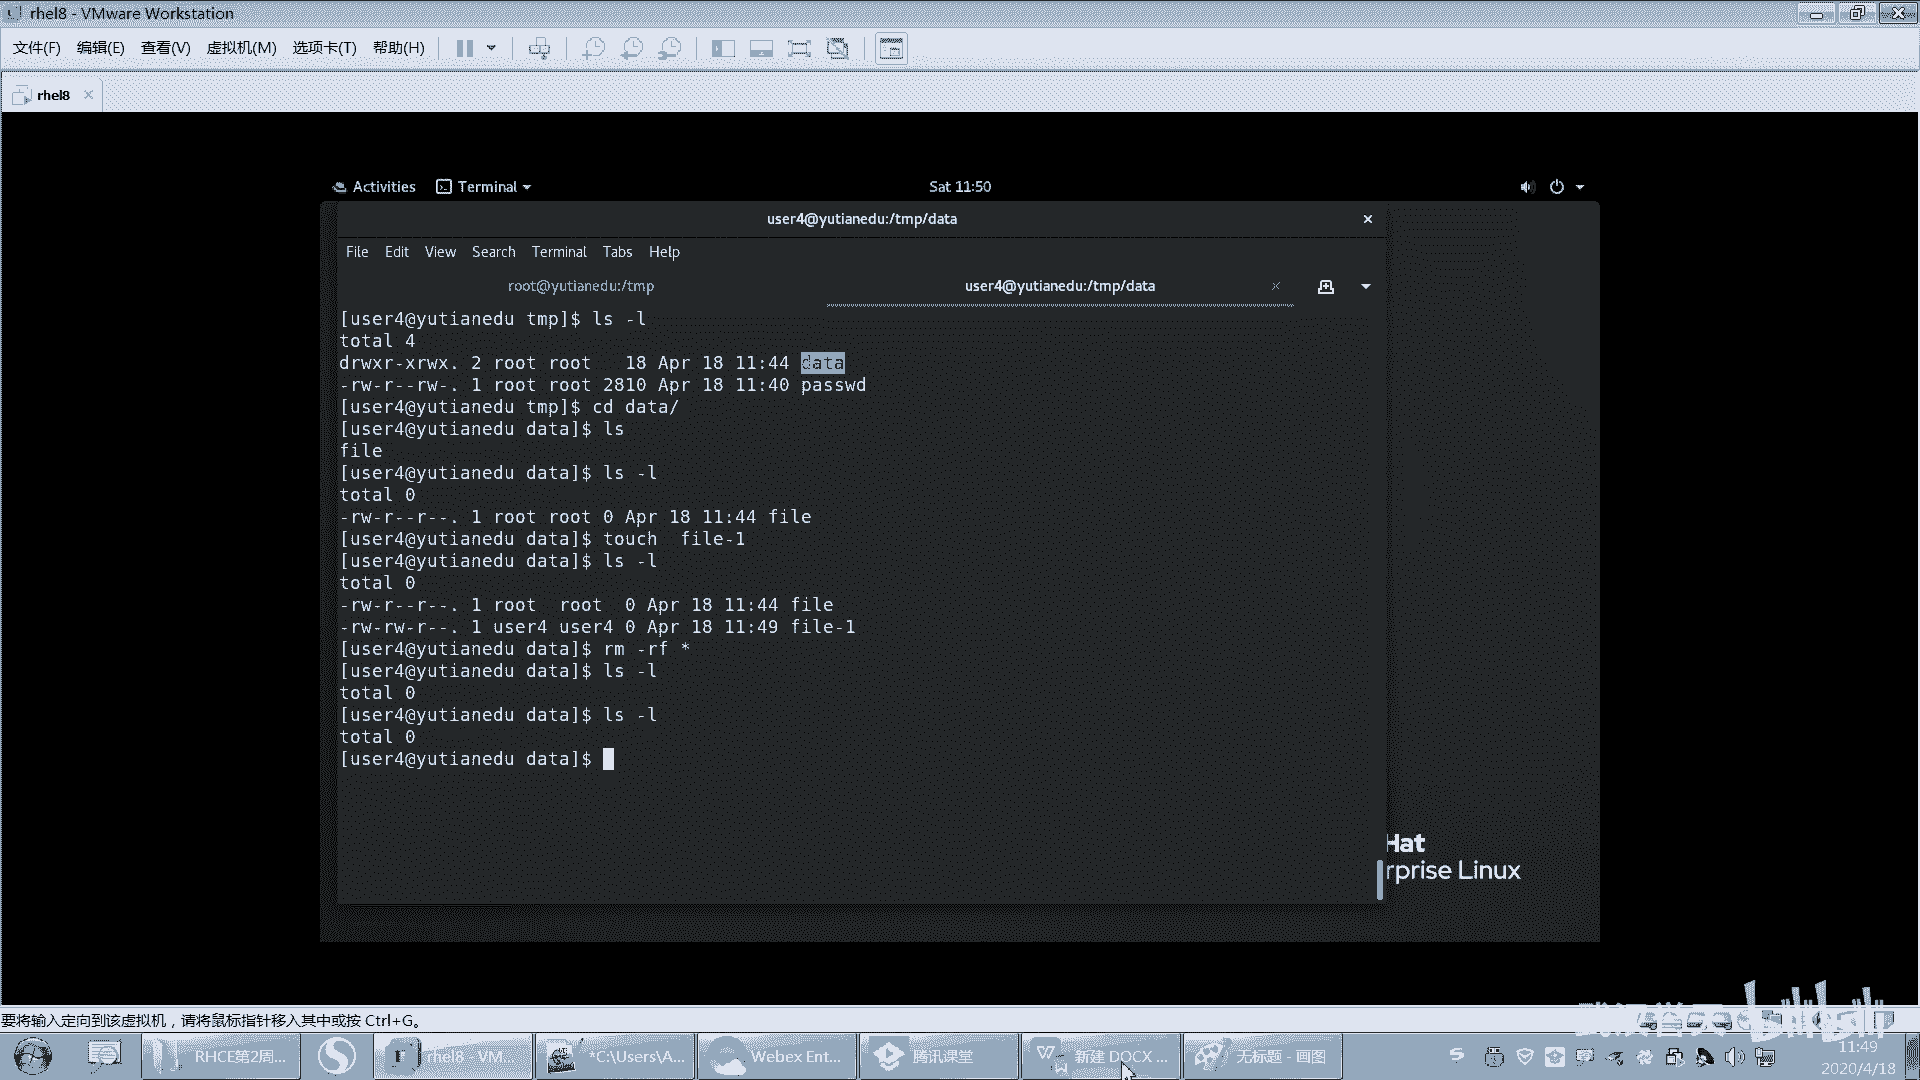 rhel8 - VMware Workstation
文件(F) 编辑(E) 查看(V) 虚拟机(M) 选项卡(T) 帮助(H)
rhel8
Activities Terminal Sat 11:50
user4@yutianedu:/tmp/data
File Edit View Search Terminal Tabs Help
root@yutianedu:/tmp user4@yutianedu:/tmp/data
[user4@yutianedu tmp]$ ls -l
total 4
drwxr-xrwx. 2 root root   18 Apr 18 11:44 data
-rw-r--rw-. 1 root root 2810 Apr 18 11:40 passwd
[user4@yutianedu tmp]$ cd data/
[user4@yutianedu data]$ ls
file
[user4@yutianedu data]$ ls -l
total 0
-rw-r--r--. 1 root root 0 Apr 18 11:44 file
[user4@yutianedu data]$ touch  file-1
[user4@yutianedu data]$ ls -l
total 0
-rw-r--r--. 1 root  root  0 Apr 18 11:44 file
-rw-rw-r--. 1 user4 user4 0 Apr 18 11:49 file-1
[user4@yutianedu data]$ rm -rf *
[user4@yutianedu data]$ ls -l
total 0
[user4@yutianedu data]$ ls -l
total 0
[user4@yutianedu data]$
Hat
rprise Linux
要将输入定向到该虚拟机，请将鼠标指针移入其中或按 Ctrl+G。
RHCE第2周... rhel8 - VM... *C:\Users\A... Webex Ent... 腾讯课堂 新建 DOCX ... 无标题 - 画图
11:49
2020/4/18